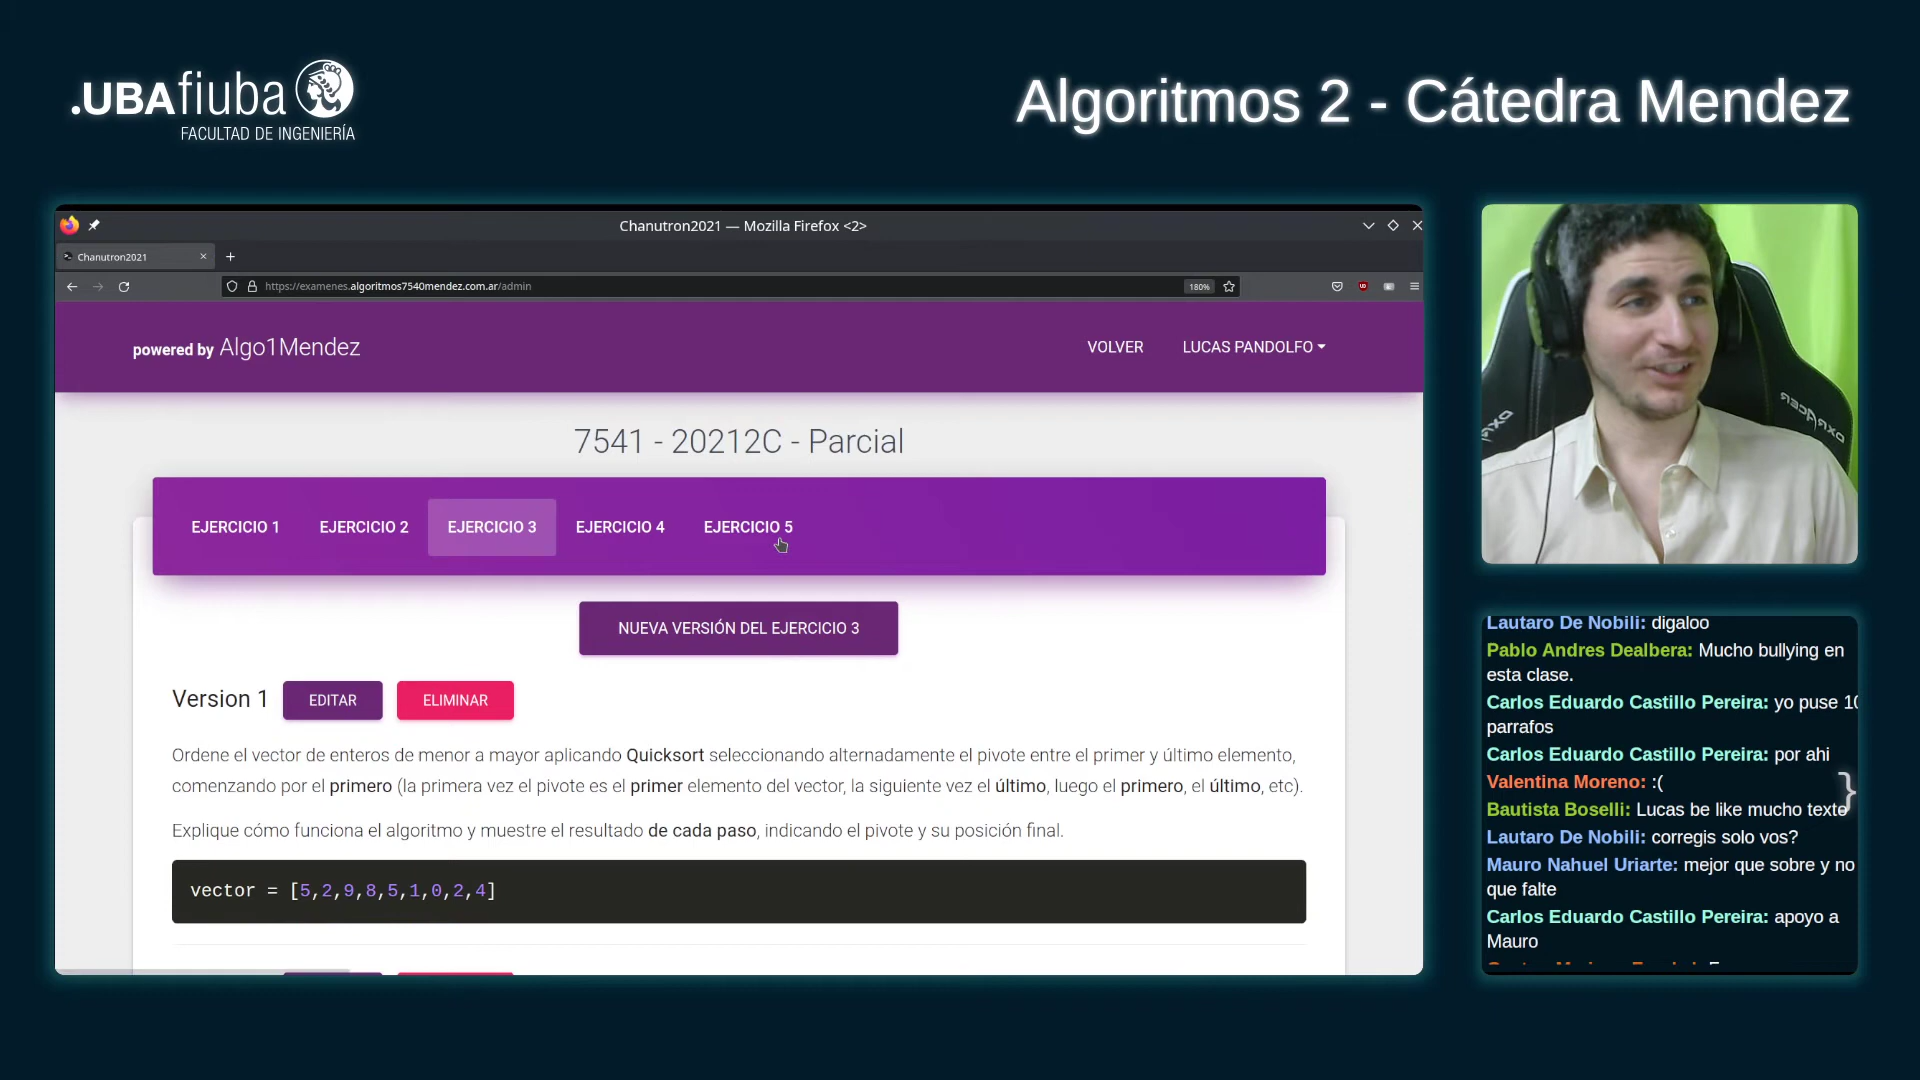 .UBAfiuba
FACULTAD DE INGENIERÍA
Algoritmos 2 - Cátedra Mendez
Chanutron2021 — Mozilla Firefox <2>
Chanutron2021
https://examenes.algoritmos7540mendez.com.ar/admin
180%
powered by Algo1Mendez
VOLVER
LUCAS PANDOLFO
7541 - 20212C - Parcial
EJERCICIO 1
EJERCICIO 2
EJERCICIO 3
EJERCICIO 4
EJERCICIO 5
NUEVA VERSIÓN DEL EJERCICIO 3
Version 1
EDITAR
ELIMINAR
Ordene el vector de enteros de menor a mayor aplicando Quicksort seleccionando alternadamente el pivote entre el primer y último elemento,
comenzando por el primero (la primera vez el pivote es el primer elemento del vector, la siguiente vez el último, luego el primero, el último, etc).
Explique cómo funciona el algoritmo y muestre el resultado de cada paso, indicando el pivote y su posición final.
vector = [5,2,9,8,5,1,0,2,4]
DXRACER
Lautaro De Nobili: digaloo
Pablo Andres Dealbera: Mucho bullying en
esta clase.
Carlos Eduardo Castillo Pereira: yo puse 10
parrafos
Carlos Eduardo Castillo Pereira: por ahi
Valentina Moreno: :(
Bautista Boselli: Lucas be like mucho texto
Lautaro De Nobili: corregis solo vos?
Mauro Nahuel Uriarte: mejor que sobre y no
que falte
Carlos Eduardo Castillo Pereira: apoyo a
Mauro
}